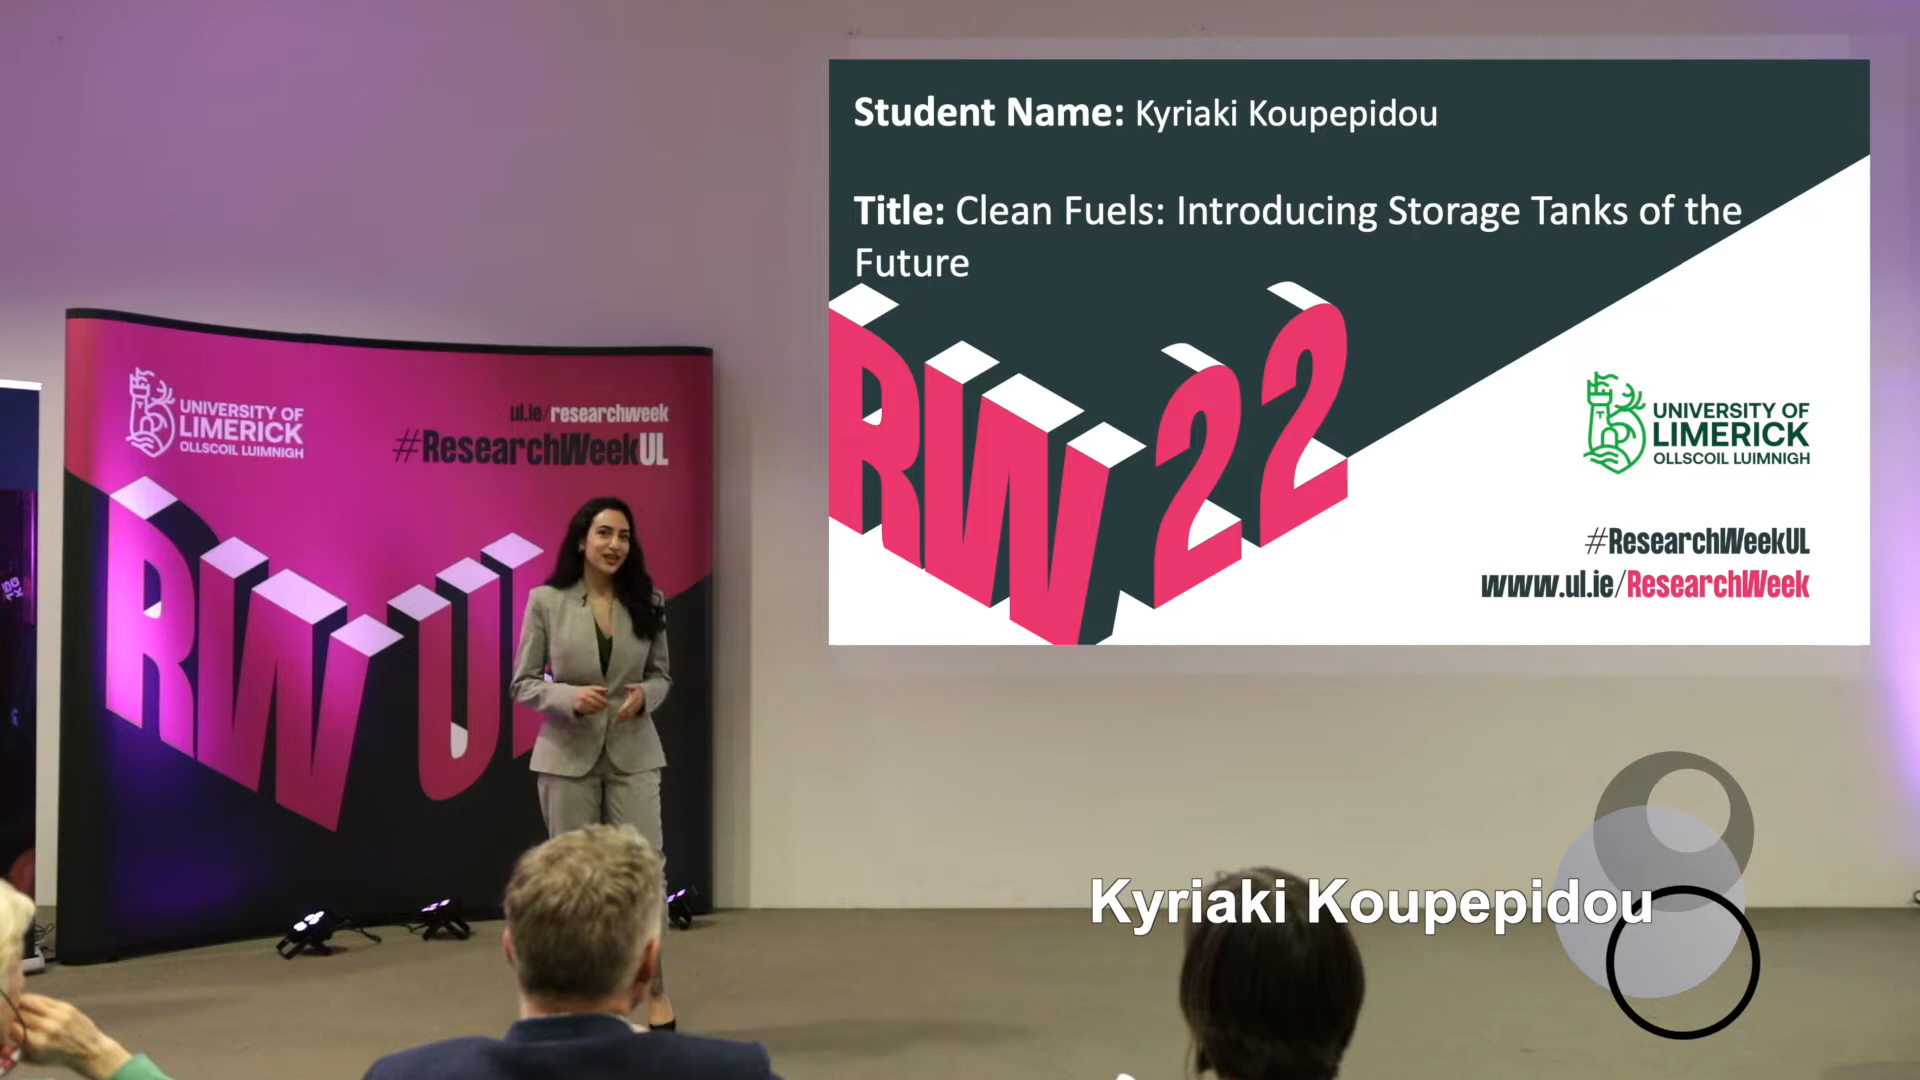 Student Name: Kyriaki Koupepidou
Title: Clean Fuels: Introducing Storage Tanks of the
Future
RW 22
UNIVERSITY OF
LIMERICK
OLLSCOIL LUIMNIGH
#ResearchWeekUL
www.ul.ie/ResearchWeek
UNIVERSITY OF
LIMERICK
OLLSCOIL LUIMNIGH
ul.ie/researchweek
#ResearchWeekUL
RW UL
Kyriaki Koupepidou